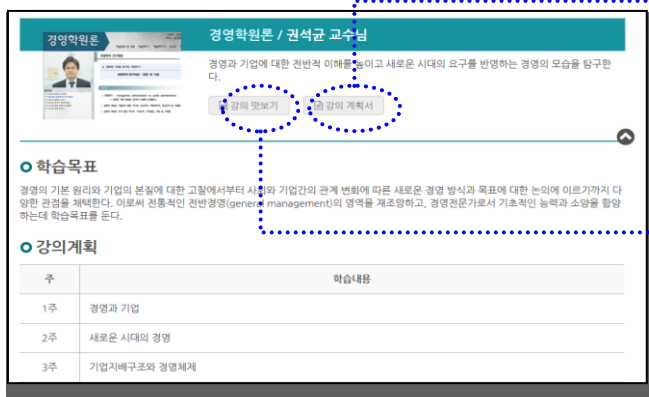 경영학원론
경영학원론 / 권석균 교수님
경영과 기업에 대한 전반적 이해를 높이고 새로운 시대의 요구를 반영하는 경영의 모습을 탐구한
다.
강의 맛보기
강의 계획서
학습목표
경영의 기본 원리와 기업의 본질에 대한 고찰에서부터 사회와 기업간의 관계 변화에 따른 새로운 경영 방식과 목표에 대한 논의에 이르기까지 다
양한 관점을 채택한다. 이로써 전통적인 전반경영(general management)의 영역을 재조망하고, 경영전문가로서 기초적인 능력과 소양을 함양
하는데 학습목표를 둔다.
강의계획
주 학습내용
1주 경영과 기업
2주 새로운 시대의 경영
3주 기업지배구조와 경영체제